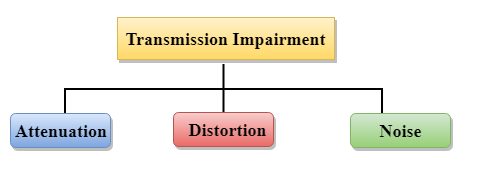 Transmission Impairment
Attenuation
Distortion
Noise